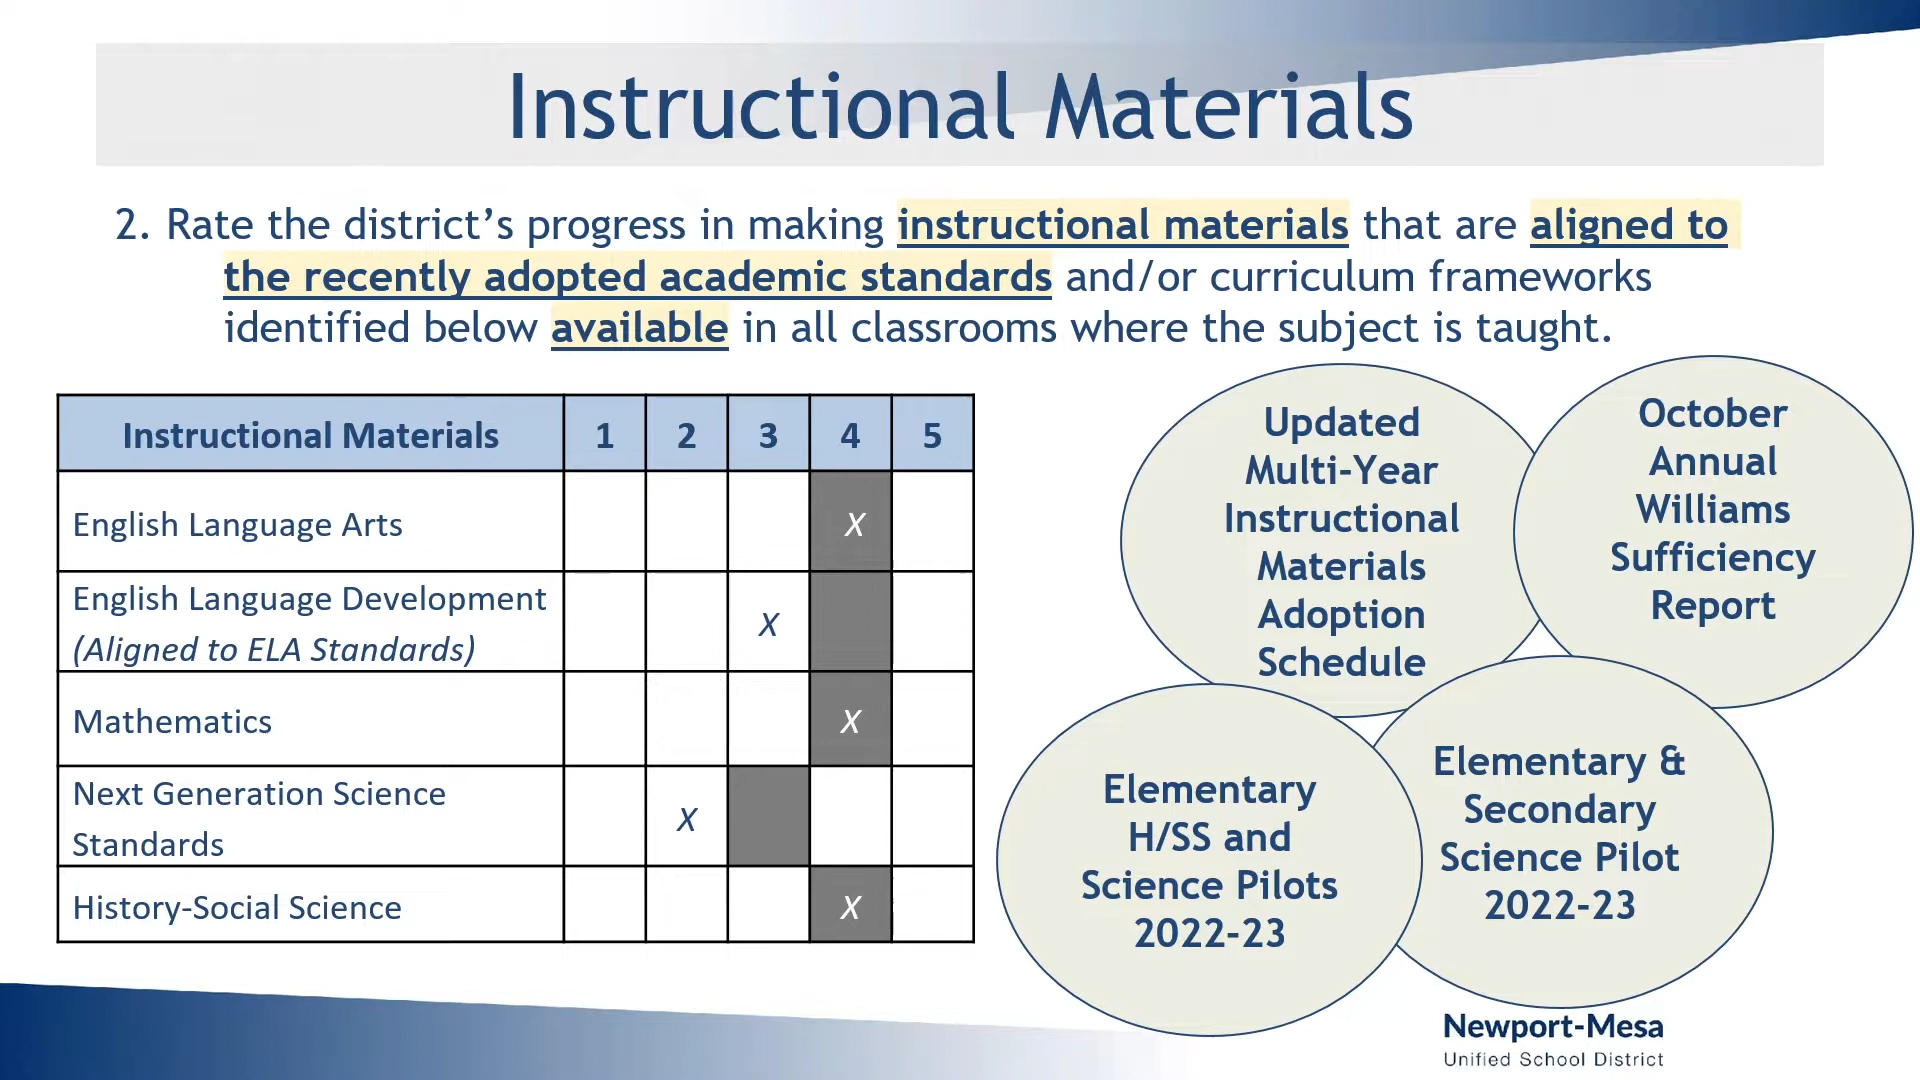 Instructional Materials
2. Rate the district’s progress in making instructional materials that are aligned to
the recently adopted academic standards and/or curriculum frameworks
identified below available in all classrooms where the subject is taught.
Instructional Materials 1 2 3 4 5
English Language Arts X
English Language Development
(Aligned to ELA Standards) X
Mathematics X
Next Generation Science
Standards X
History-Social Science X
Updated
Multi-Year
Instructional
Materials
Adoption
Schedule
October
Annual
Williams
Sufficiency
Report
Elementary
H/SS and
Science Pilots
2022-23
Elementary &
Secondary
Science Pilot
2022-23
Newport-Mesa
Unified School District